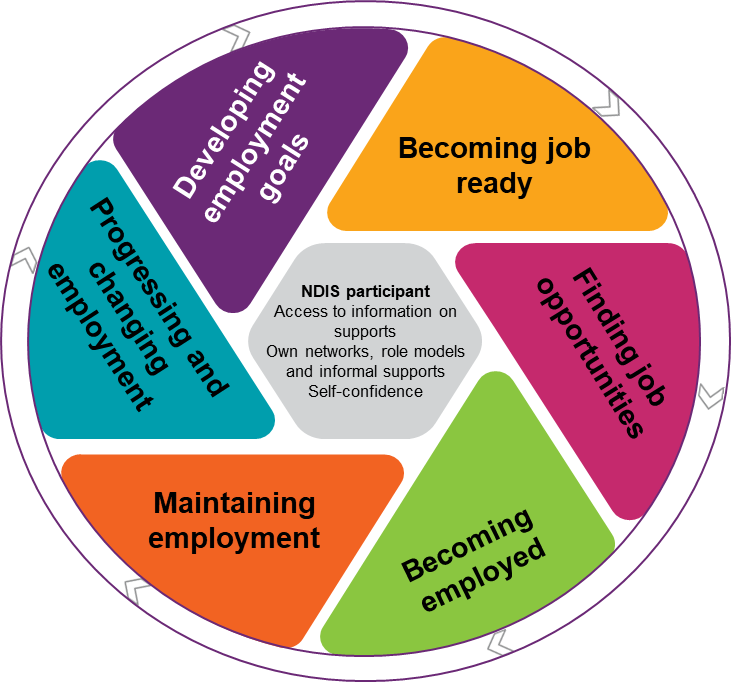 Developing
employment
goals
Becoming job
ready
Finding job
opportunities
Becoming
employed
Maintaining
employment
Progressing and
changing
employment
NDIS participant
Access to information on
supports
Own networks, role models
and informal supports
Self-confidence